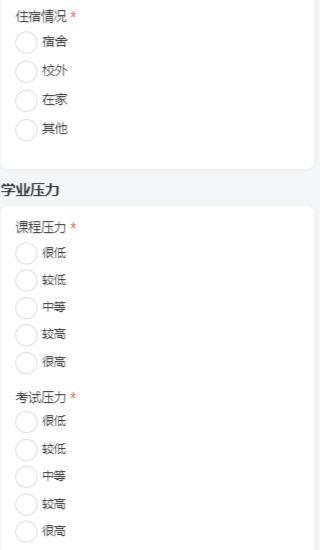 住宿情况 *
宿舍
校外
在家
其他
学业压力
课程压力 *
很低
较低
中等
较高
很高
考试压力 *
很低
较低
中等
较高
很高